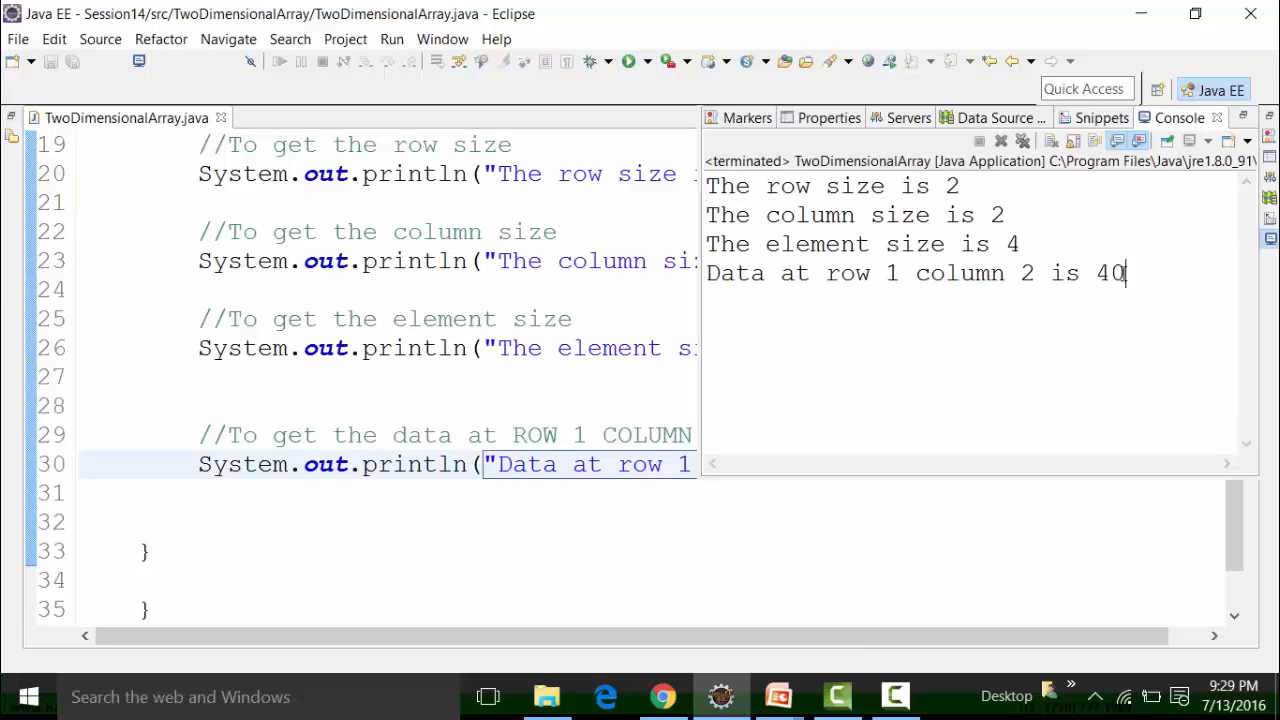 Java EE - Session14/src/TwoDimensionalArray/TwoDimensionalArray.java - Eclipse
File Edit Source Refactor Navigate Search Project Run Window Help
Quick Access Java EE
TwoDimensionalArray.java
19 //To get the row size
20 System.out.println("The row size
21
22 //To get the column size
23 System.out.println("The column si
24
25 //To get the element size
26 System.out.println("The element s
27
28
29 //To get the data at ROW 1 COLUMN
30 System.out.println("Data at row 1
31
32
33 }
34
35 }
Markers Properties Servers Data Source ... Snippets Console
<terminated> TwoDimensionalArray [Java Application] C:\Program Files\Java\jre1.8.0_91\
The row size is 2
The column size is 2
The element size is 4
Data at row 1 column 2 is 40
Search the web and Windows
Desktop
9:29 PM
7/13/2016